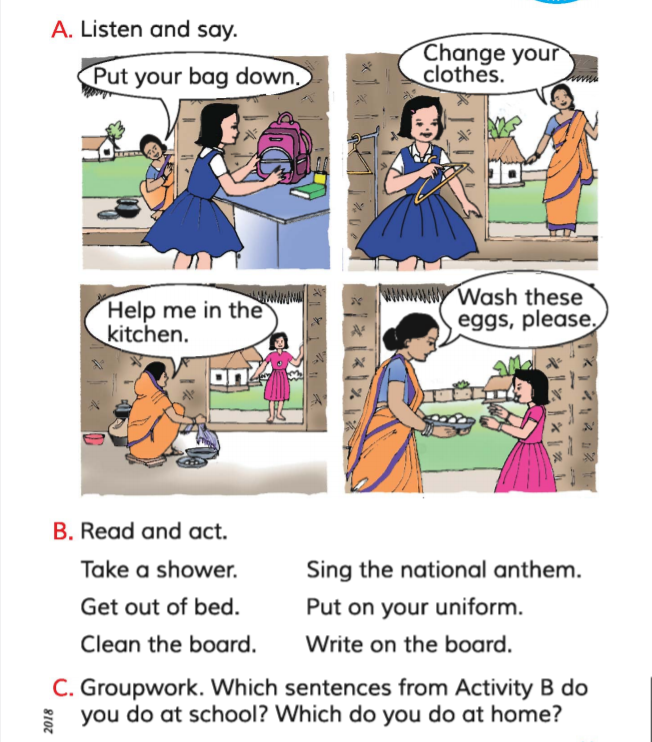 A. Listen and say.
Put your bag down.
Change your
clothes.
Help me in the
kitchen.
Wash these
eggs, please.
B. Read and act.
Take a shower. Sing the national anthem.
Get out of bed. Put on your uniform.
Clean the board. Write on the board.
C. Groupwork. Which sentences from Activity B do
you do at school? Which do you do at home?
2018